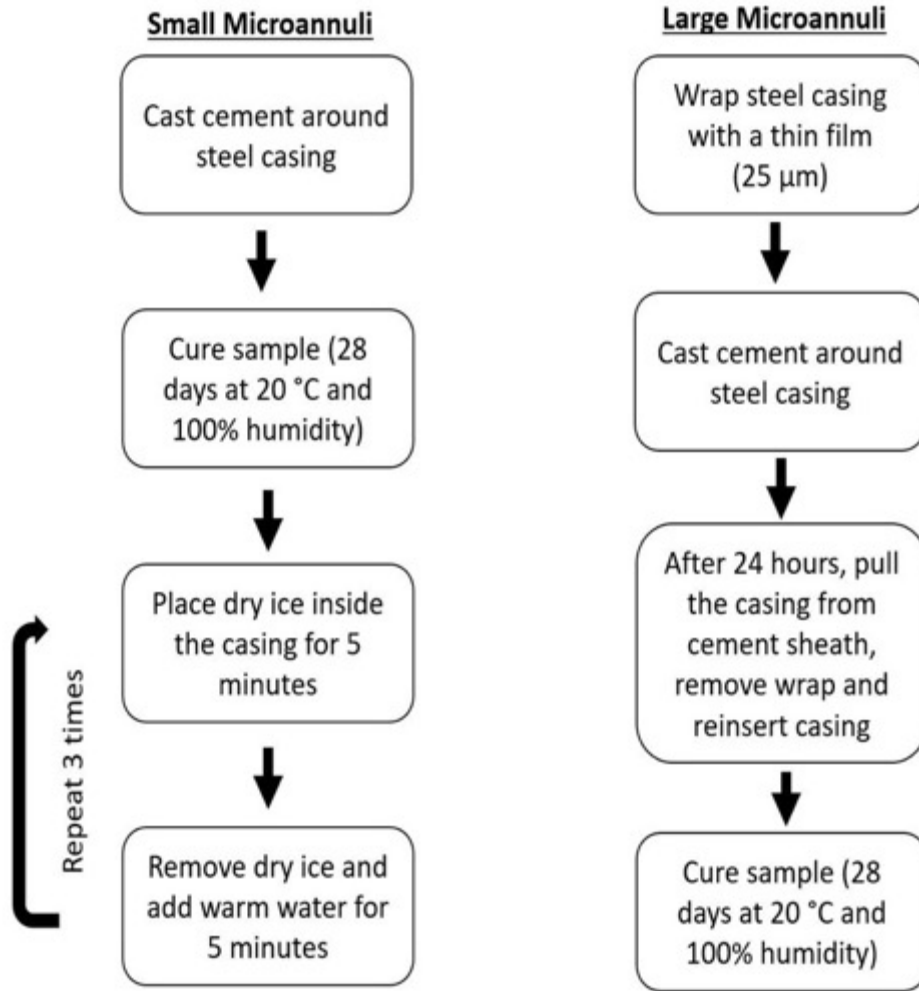 Small Microannuli
Cast cement around
steel casing
Cure sample (28
days at 20 °C and
100% humidity)
Place dry ice inside
the casing for 5
minutes
Remove dry ice and
add warm water for
5 minutes
Repeat 3 times
Large Microannuli
Wrap steel casing
with a thin film
(25 µm)
Cast cement around
steel casing
After 24 hours, pull
the casing from
cement sheath,
remove wrap and
reinsert casing
Cure sample (28
days at 20 °C and
100% humidity)